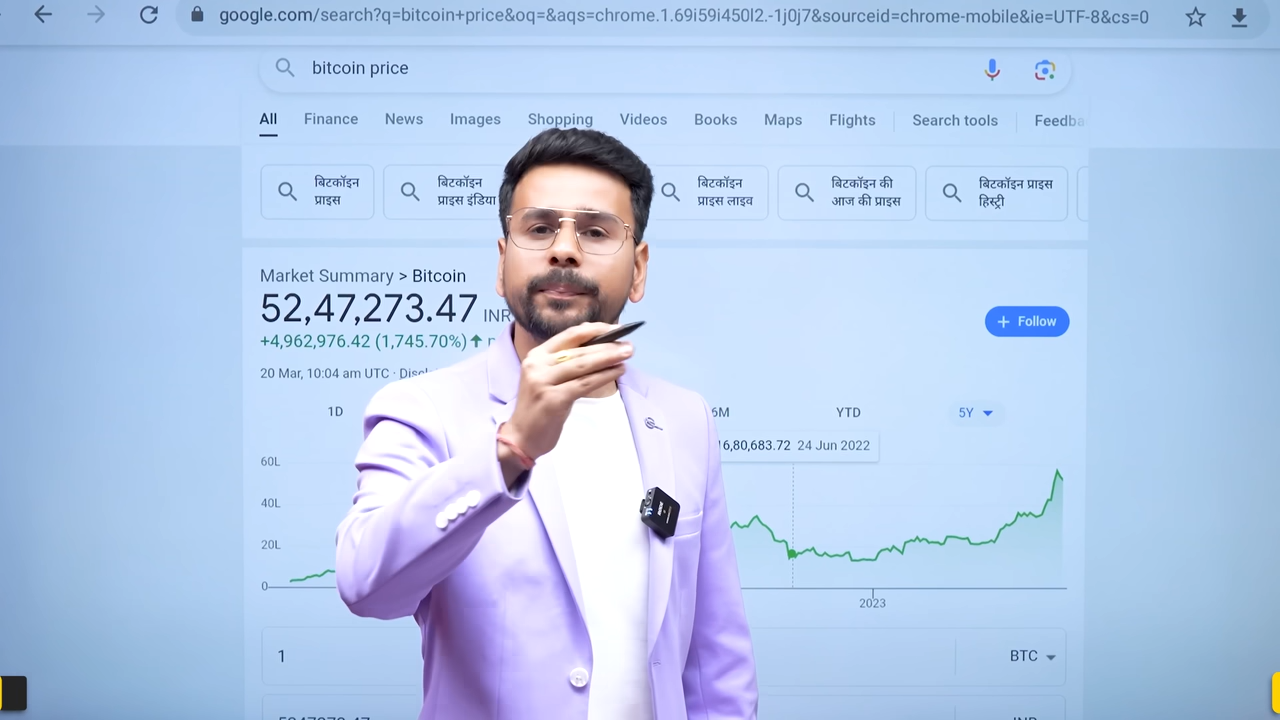 google.com/search?q=bitcoin+price&oq=&aqs=chrome.1.69i59i450l2.-1j0j7&sourceid=chrome-mobile&ie=UTF-8&cs=0
bitcoin price
All Finance News Images Shopping Videos Books Maps Flights Search tools
बिटकॉइन प्राइस
बिटकॉइन प्राइस इंडिया
बिटकॉइन प्राइस लाइव
बिटकॉइन की आज की प्राइस
बिटकॉइन प्राइस हिस्ट्री
Market Summary > Bitcoin
52,47,273.47 INR
+ Follow
+4,962,976.42 (1,745.70%)
20 Mar, 10:04 am UTC ·
1D 6M YTD 5Y
6,80,683.72 24 Jun 2022
60L
40L
20L
0
2023
1 BTC